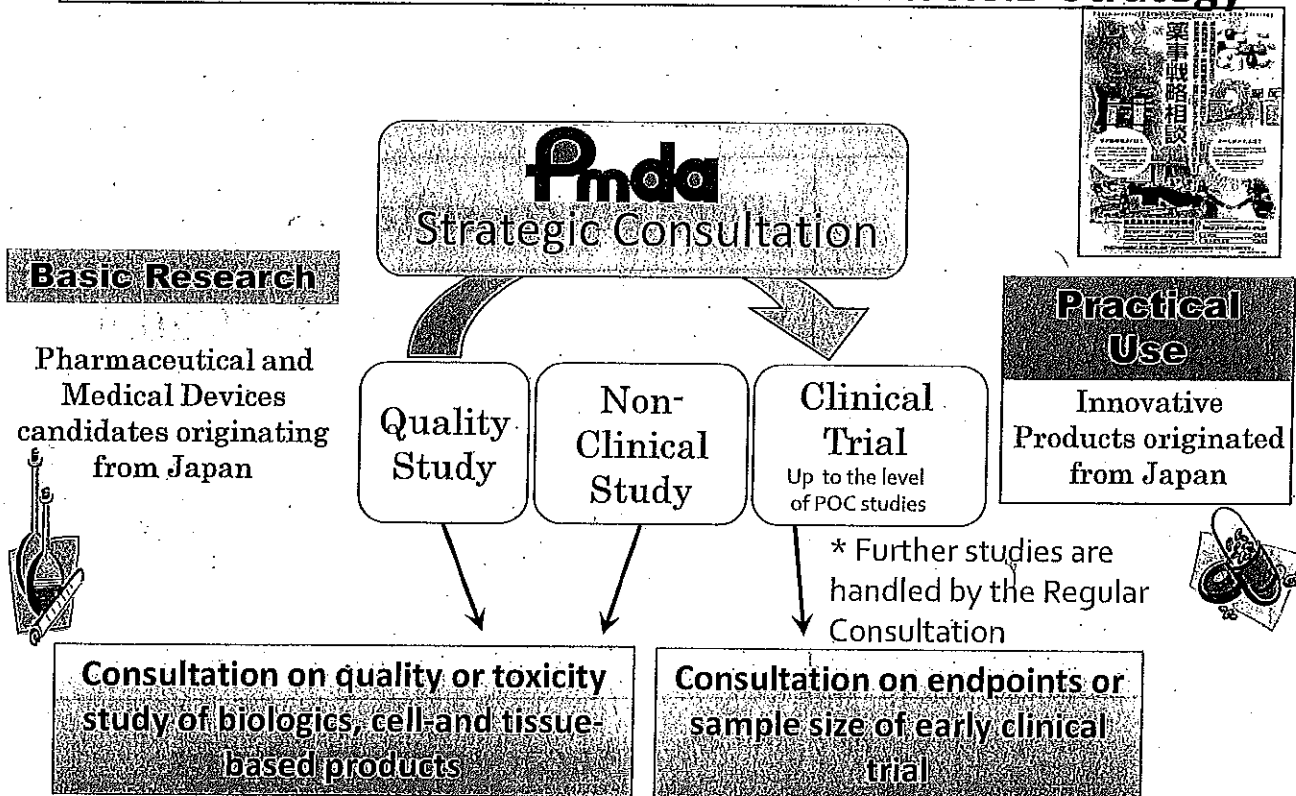 Strategy
薬事戦略相談
Pmda
Strategic Consultation
Basic Research
Pharmaceutical and
Medical Devices
candidates originating
from Japan
Quality
Study
Non-
Clinical
Study
Clinical
Trial
Up to the level
of POC studies
Practical
Use
Innovative
Products originated
from Japan
* Further studies are
handled by the Regular
Consultation
Consultation on quality or toxicity
study of biologics, cell-and tissue-
based products
Consultation on endpoints or
sample size of early clinical
trial